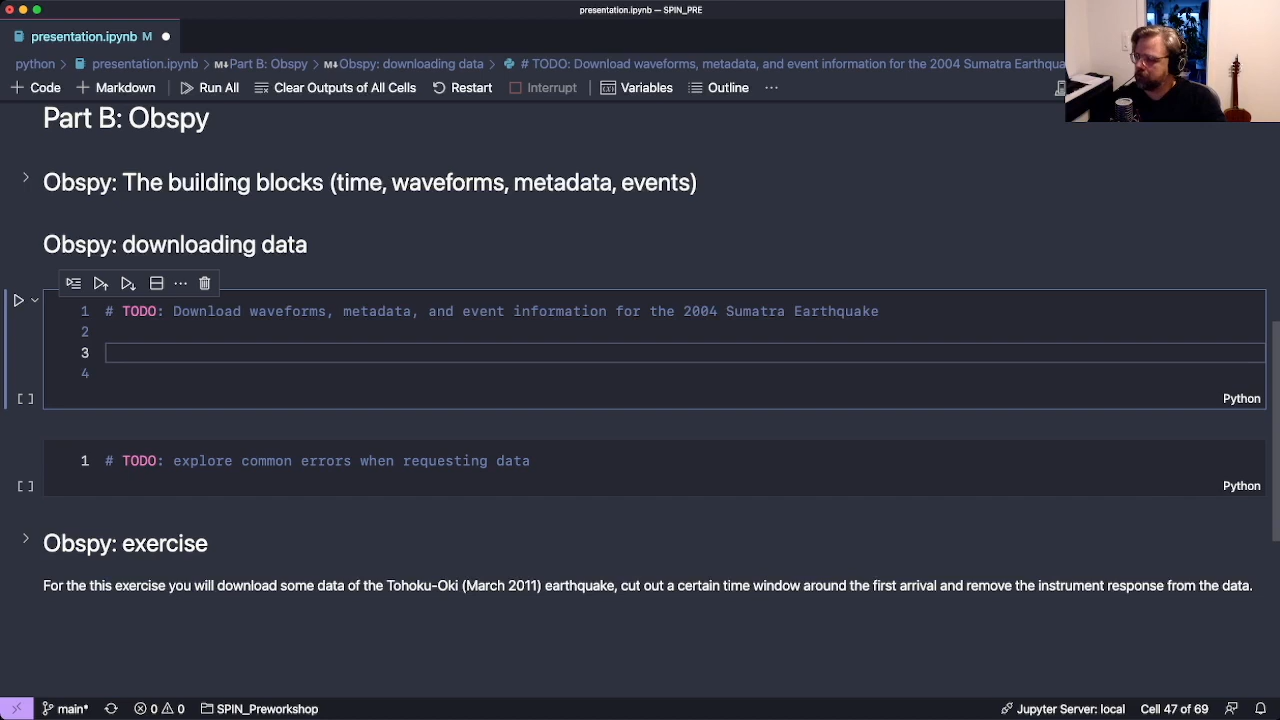 presentation.ipynb — SPIN_PRE
presentation.ipynb M
python > presentation.ipynb > M↓Part B: Obspy > M↓Obspy: downloading data > # TODO: Download waveforms, metadata, and event information for the 2004 Sumatra Earthqua
+ Code + Markdown Run All Clear Outputs of All Cells Restart Interrupt Variables Outline ...
Part B: Obspy
Obspy: The building blocks (time, waveforms, metadata, events)
Obspy: downloading data
1 # TODO: Download waveforms, metadata, and event information for the 2004 Sumatra Earthquake
2
3
4
[ ] Python
1 # TODO: explore common errors when requesting data
[ ] Python
Obspy: exercise
For the this exercise you will download some data of the Tohoku-Oki (March 2011) earthquake, cut out a certain time window around the first arrival and remove the instrument response from the data.
main* 0 0 SPIN_Preworkshop Jupyter Server: local Cell 47 of 69